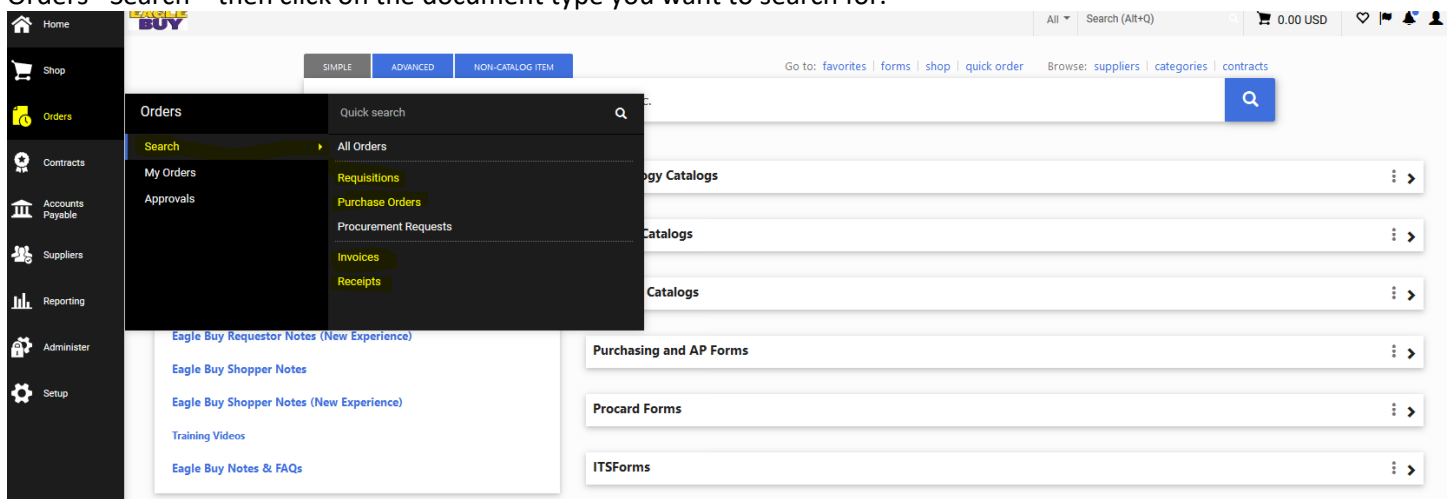 Orders - Search – then click on the document type you want to search for.
Home
EAGLE
BUY
All
Search (Alt+Q)
0.00 USD
Shop
SIMPLE
ADVANCED
NON-CATALOG ITEM
Go to: favorites | forms | shop | quick order
Browse: suppliers | categories | contracts
Orders
Orders
Quick search
c.
Search
All Orders
My Orders
Requisitions
Approvals
Purchase Orders
Procurement Requests
Invoices
Receipts
Contracts
Accounts
Payable
Suppliers
Reporting
Administer
Setup
Catalogs
Catalogs
Catalogs
Eagle Buy Requestor Notes (New Experience)
Eagle Buy Shopper Notes
Eagle Buy Shopper Notes (New Experience)
Training Videos
Eagle Buy Notes & FAQs
Purchasing and AP Forms
Procard Forms
ITSForms